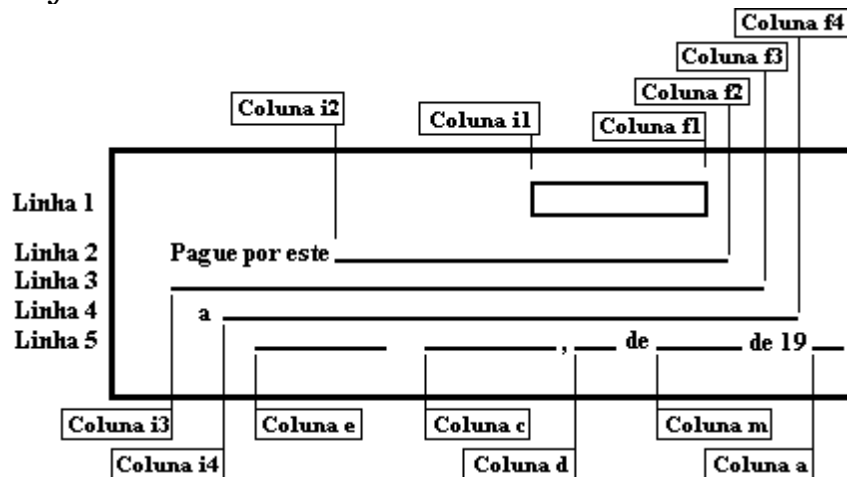 Coluna f4
Coluna f3
Coluna f2
Coluna i2
Coluna i1
Coluna f1
Linha 1
Linha 2 Pague por este
Linha 3
Linha 4 a
Linha 5 , de de 19
Coluna i3 Coluna e Coluna c Coluna m
Coluna i4 Coluna d Coluna a